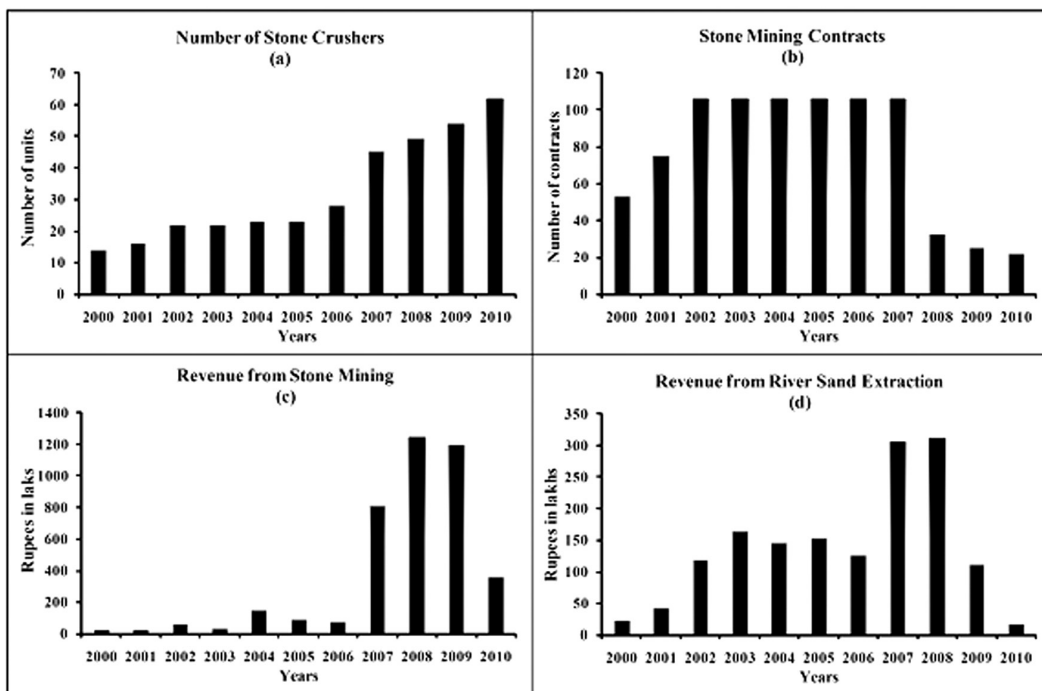 Number of Stone Crushers
(a)
70
60
50
40
30
20
10
0
Number of units
2000 2001 2002 2003 2004 2005 2006 2007 2008 2009 2010
Years
Stone Mining Contracts
(b)
120
100
80
60
40
20
0
Number of contracts
2000 2001 2002 2003 2004 2005 2006 2007 2008 2009 2010
Years
Revenue from Stone Mining
(c)
1400
1200
1000
800
600
400
200
0
Rupees in laks
2000 2001 2002 2003 2004 2005 2006 2007 2008 2009 2010
Years
Revenue from River Sand Extraction
(d)
350
300
250
200
150
100
50
0
Rupees in lakhs
2000 2001 2002 2003 2004 2005 2006 2007 2008 2009 2010
Years